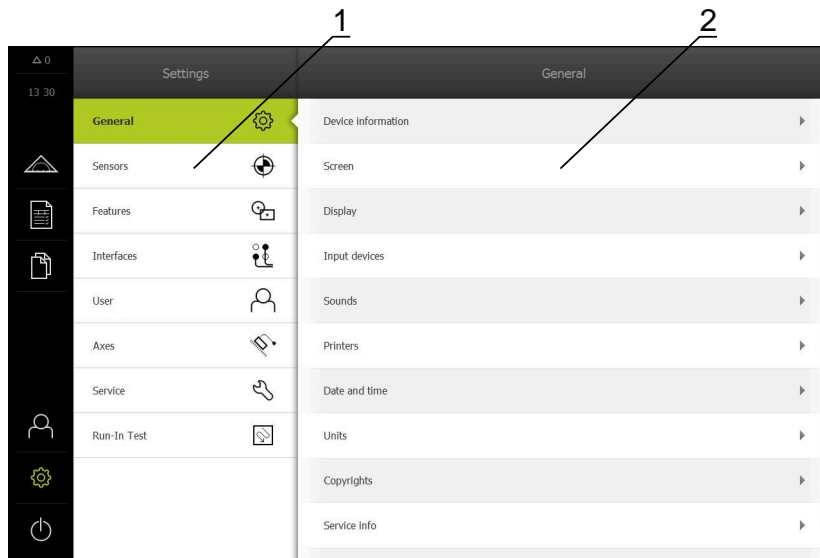 1
2
0
13 30
Settings
General
General
Sensors
Features
Interfaces
User
Axes
Service
Run-In Test
Device information
Screen
Display
Input devices
Sounds
Printers
Date and time
Units
Copyrights
Service info